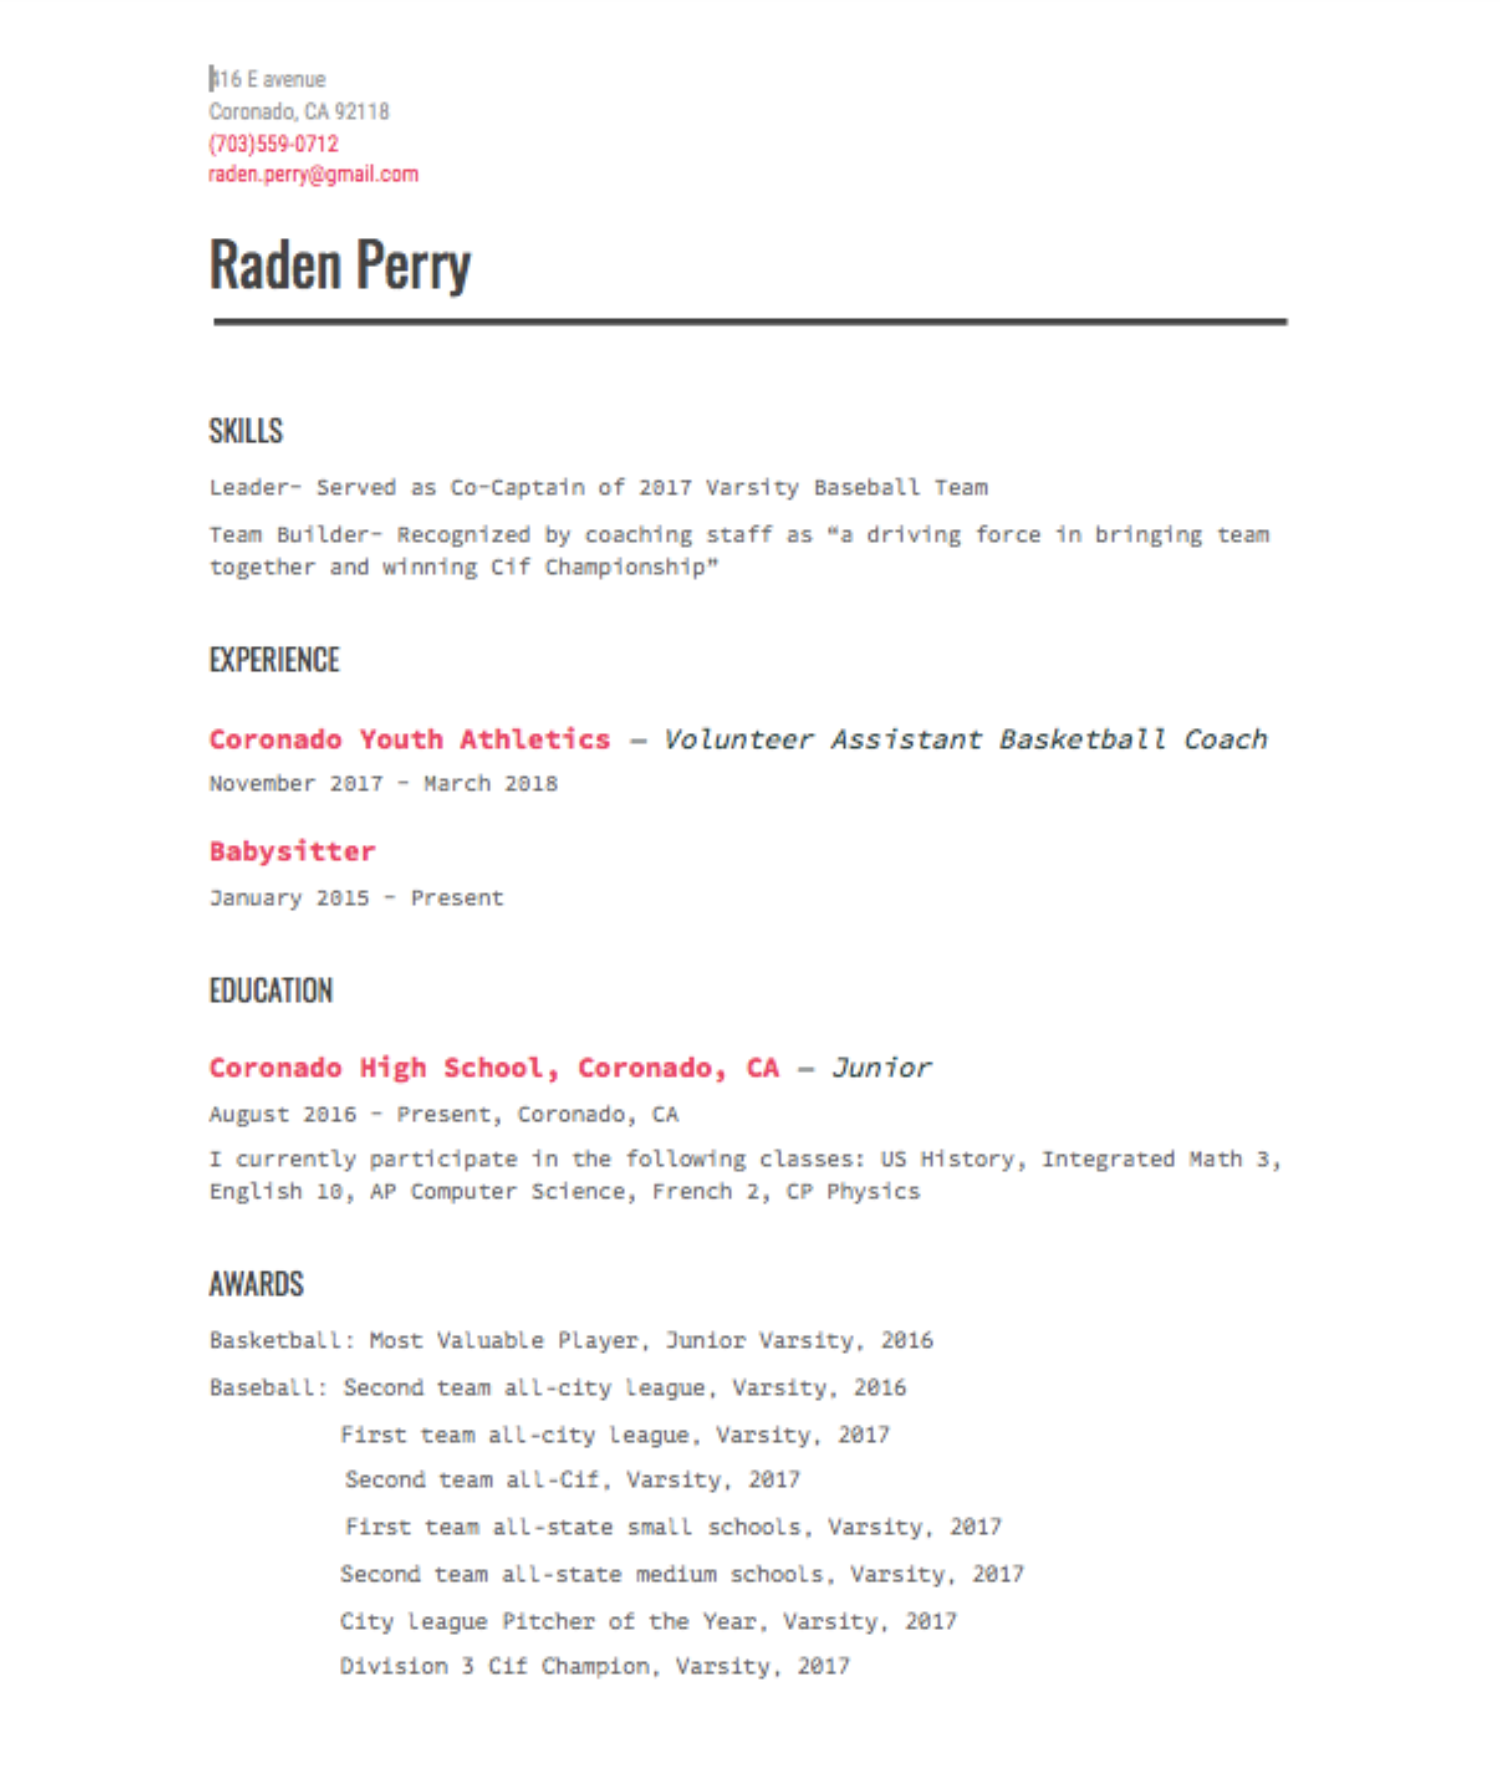 416 E avenue
Coronado, CA 92118
(703)559-0712
raden.perry@gmail.com
Raden Perry
SKILLS
Leader- Served as Co-Captain of 2017 Varsity Baseball Team
Team Builder- Recognized by coaching staff as “a driving force in bringing team
together and winning Cif Championship”
EXPERIENCE
Coronado Youth Athletics — Volunteer Assistant Basketball Coach
November 2017 - March 2018
Babysitter
January 2015 - Present
EDUCATION
Coronado High School, Coronado, CA — Junior
August 2016 - Present, Coronado, CA
I currently participate in the following classes: US History, Integrated Math 3,
English 10, AP Computer Science, French 2, CP Physics
AWARDS
Basketball: Most Valuable Player, Junior Varsity, 2016
Baseball: Second team all-city league, Varsity, 2016
First team all-city league, Varsity, 2017
Second team all-Cif, Varsity, 2017
First team all-state small schools, Varsity, 2017
Second team all-state medium schools, Varsity, 2017
City league Pitcher of the Year, Varsity, 2017
Division 3 Cif Champion, Varsity, 2017